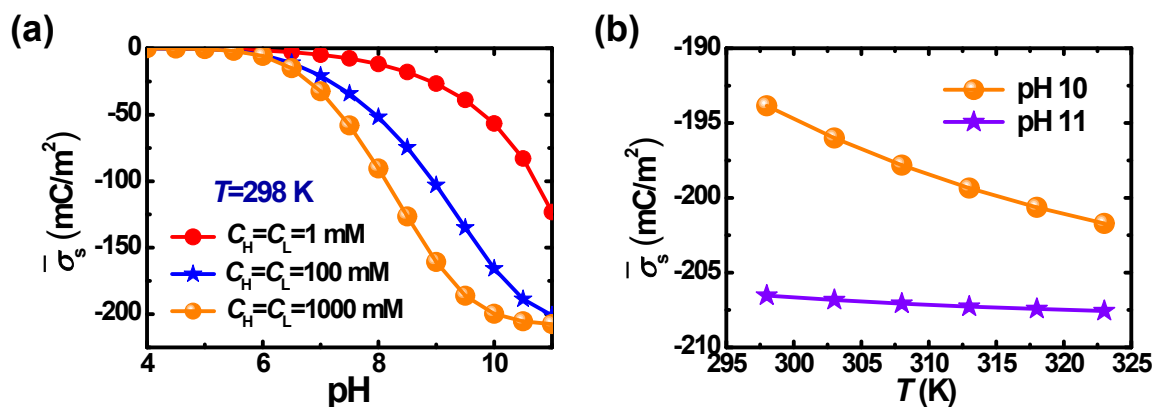 (a)
0
-50
-100
-150
-200
σ̄s (mC/m²)
T=298 K
CH=CL=1 mM
CH=CL=100 mM
CH=CL=1000 mM
4 6 8 10
pH
(b)
-190
-195
-200
-205
-210
σ̄s (mC/m²)
pH 10
pH 11
295 300 305 310 315 320 325
T (K)